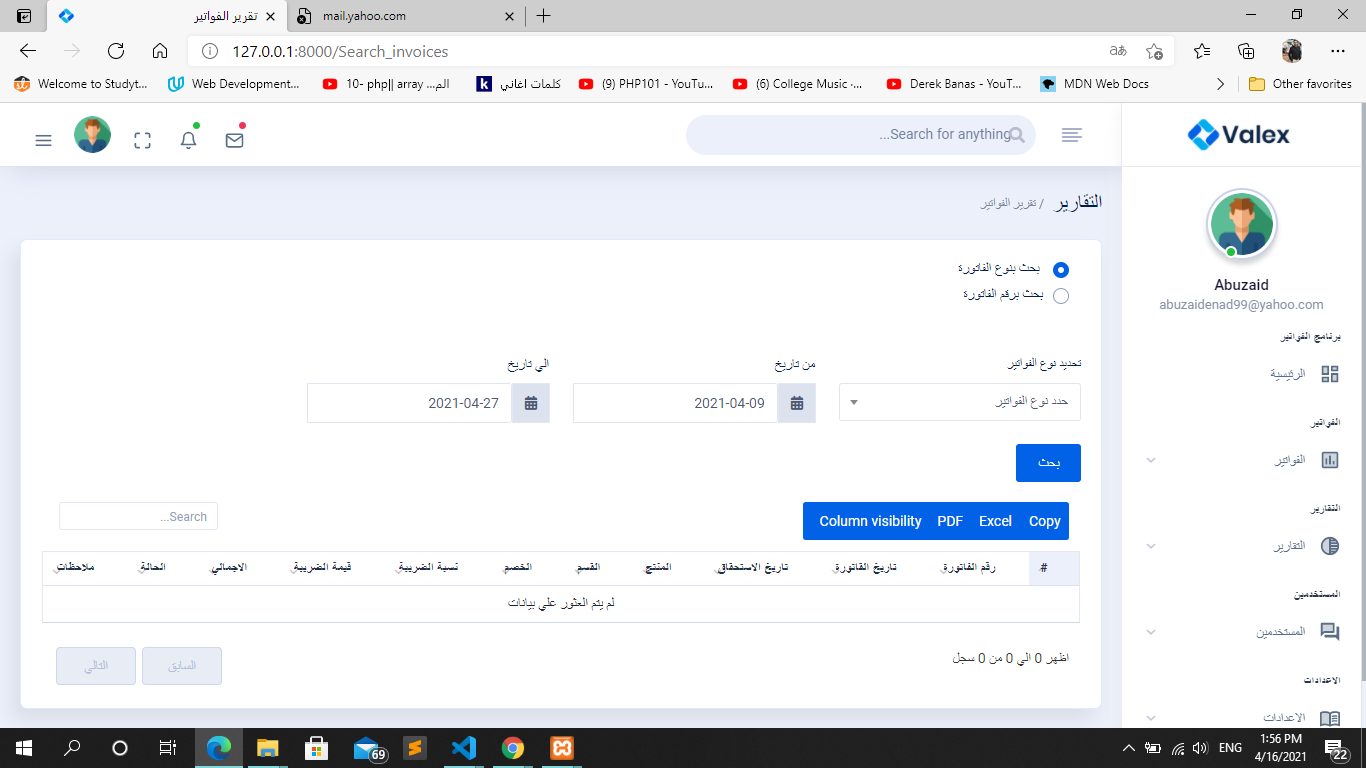 تقرير الفواتير
mail.yahoo.com
127.0.0.1:8000/Search_invoices
Welcome to Studyt...
Web Development...
10- php|| array ...الم
كلمات اغاني
(9) PHP101 - YouTu...
(6) College Music ·...
Derek Banas - YouT...
MDN Web Docs
Other favorites
...Search for anything
Valex
التقارير / تقرير الفواتير
Abuzaid
abuzaidenad99@yahoo.com
برنامج الفواتير
الرئيسية
الفواتير
الفواتير
التقارير
التقارير
المستخدمين
المستخدمين
الاعدادات
الاعدادات
بحث بنوع الفاتورة
بحث برقم الفاتورة
تحديد نوع الفواتير
من تاريخ
الي تاريخ
حدد نوع الفواتير
2021-04-09
2021-04-27
بحث
Column visibility PDF Excel Copy
...Search
# رقم الفاتورة تاريخ القاتورة تاريخ الاستحقاق المنتج القسم الخصم نسبة الضريبة قيمة الضريبة الاجمالي الحالة ملاحظات
لم يتم العثور علي بيانات
اظهر 0 الي 0 من 0 سجل
السابق
التالي
69
ENG
1:56 PM
4/16/2021
22